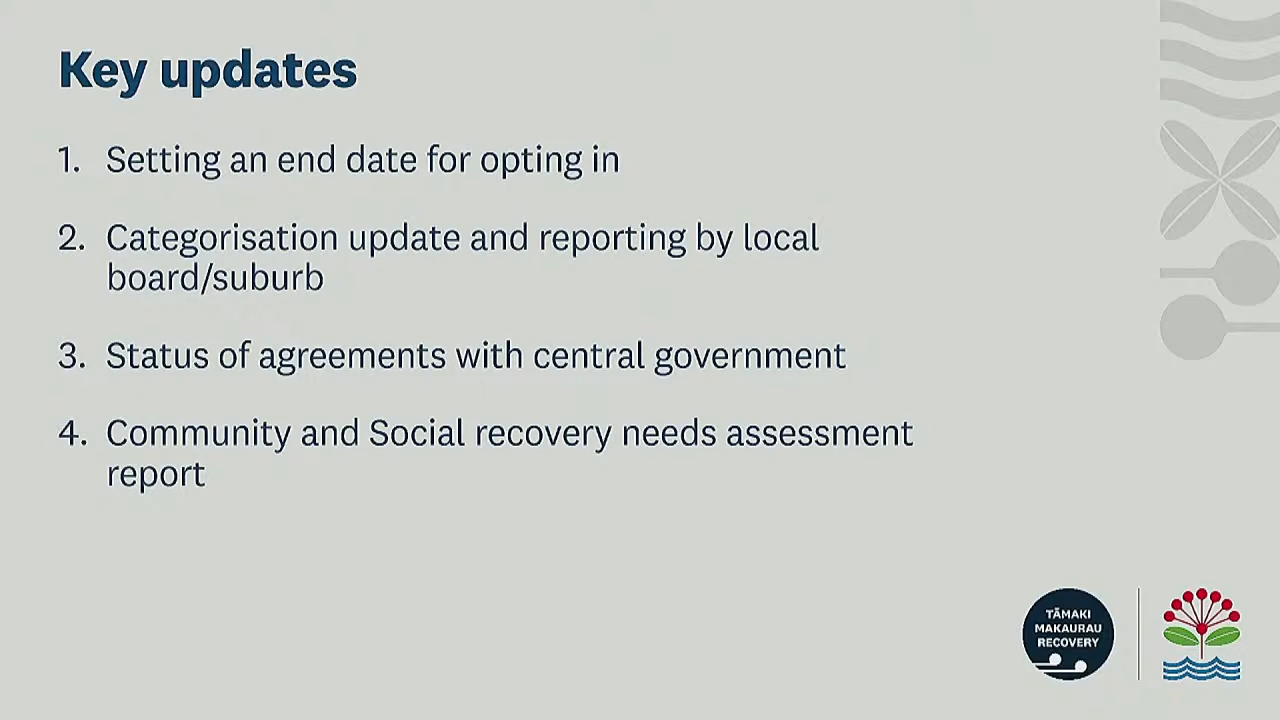 Key updates
1. Setting an end date for opting in
2. Categorisation update and reporting by local
board/suburb
3. Status of agreements with central government
4. Community and Social recovery needs assessment
report
TĀMAKI
MAKAURAU
RECOVERY